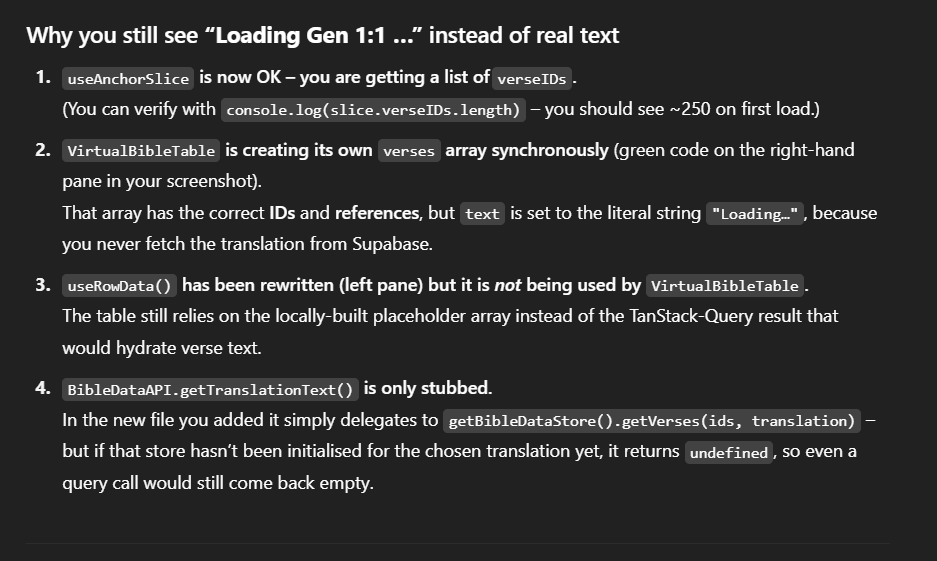 Why you still see “Loading Gen 1:1 …” instead of real text
1. useAnchorSlice is now OK – you are getting a list of verseIDs.
(You can verify with console.log(slice.verseIDs.length) – you should see ~250 on first load.)
2. VirtualBibleTable is creating its own verses array synchronously (green code on the right-hand
pane in your screenshot).
That array has the correct IDs and references, but text is set to the literal string "Loading…", because
you never fetch the translation from Supabase.
3. useRowData() has been rewritten (left pane) but it is not being used by VirtualBibleTable.
The table still relies on the locally-built placeholder array instead of the TanStack-Query result that
would hydrate verse text.
4. BibleDataAPI.getTranslationText() is only stubbed.
In the new file you added it simply delegates to getBibleDataStore().getVerses(ids, translation) –
but if that store hasn’t been initialised for the chosen translation yet, it returns undefined, so even a
query call would still come back empty.